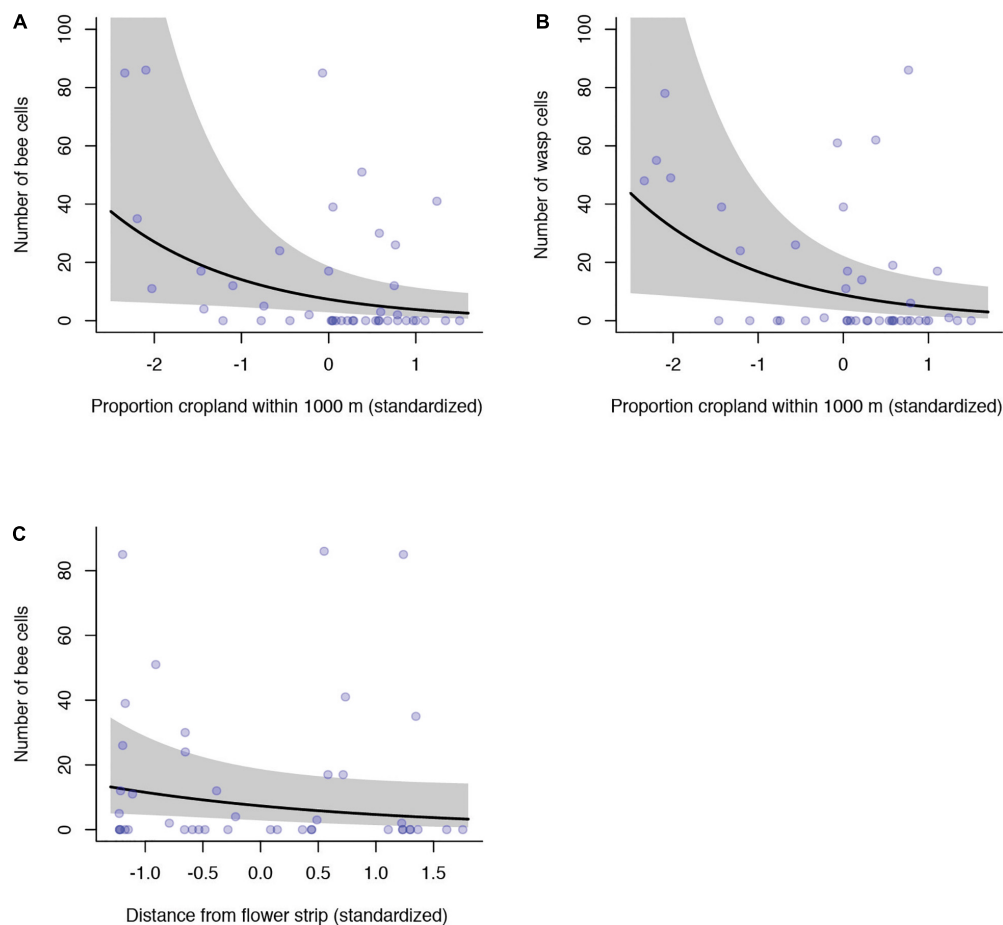 A
Number of bee cells
0 20 40 60 80 100
-2 -1 0 1
Proportion cropland within 1000 m (standardized)
B
Number of wasp cells
0 20 40 60 80 100
-2 -1 0 1
Proportion cropland within 1000 m (standardized)
C
Number of bee cells
0 20 40 60 80
-1.0 -0.5 0.0 0.5 1.0 1.5
Distance from flower strip (standardized)